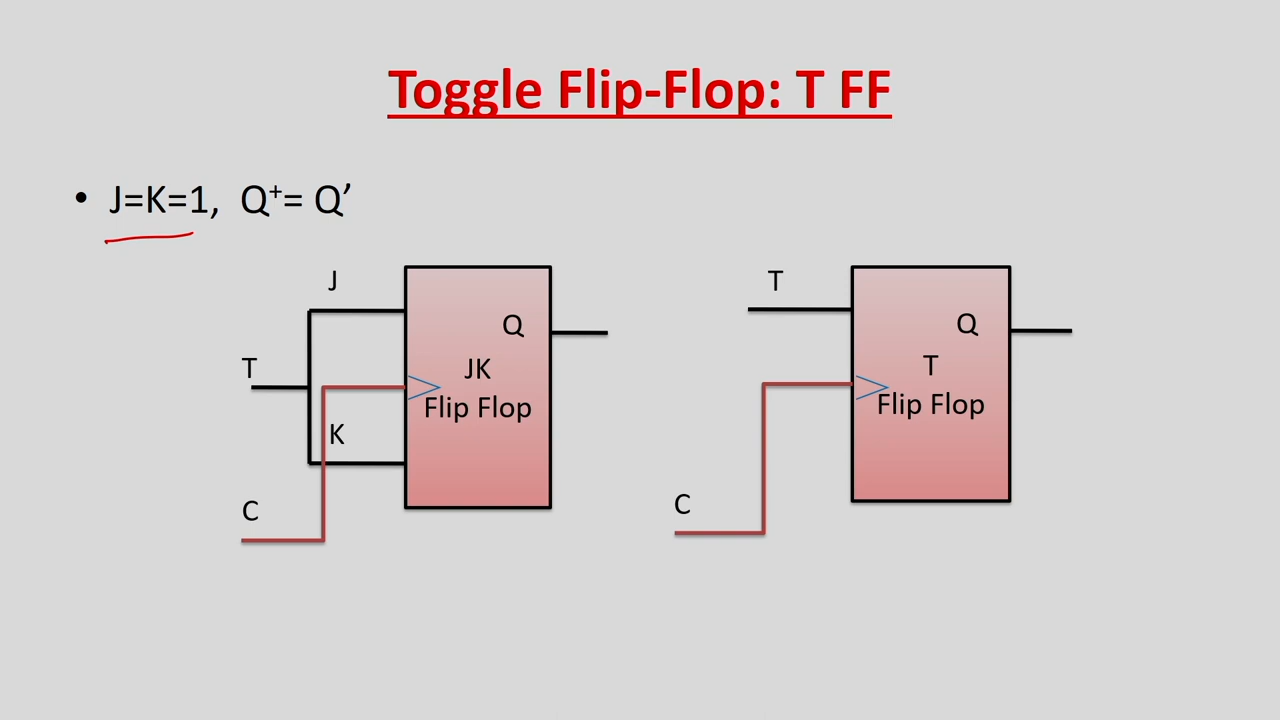 Toggle Flip-Flop: T FF
• J=K=1, Q⁺= Q’
J
T
K
C
Q
JK
Flip Flop
T
C
Q
T
Flip Flop